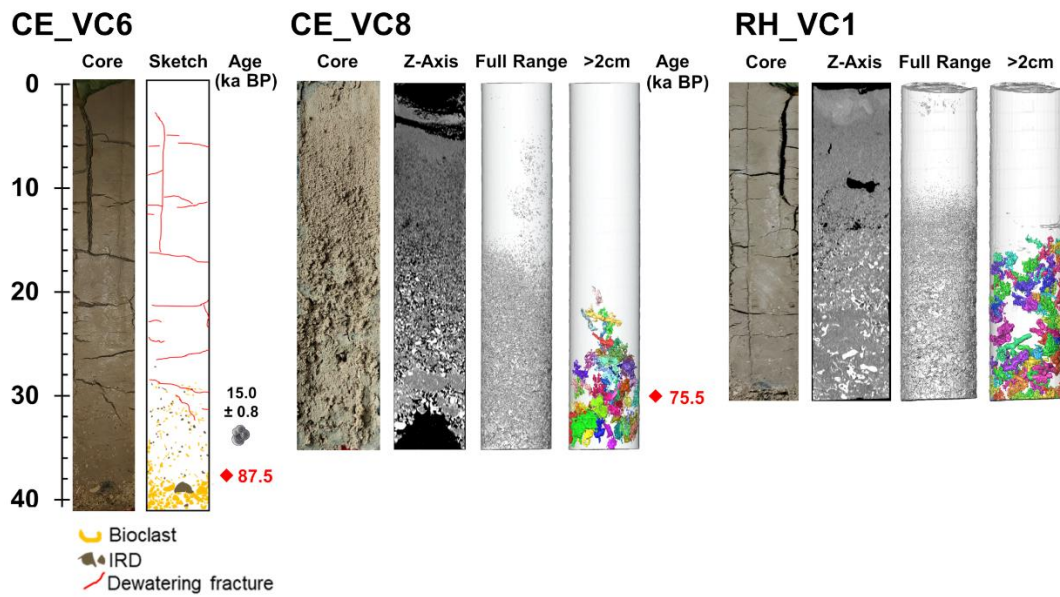 CE_VC6
CE_VC8
RH_VC1
Core
Sketch
Age
(ka BP)
Core
Z-Axis
Full Range
>2cm
Age
(ka BP)
Core
Z-Axis
Full Range
>2cm
0
10
20
30
40
15.0
± 0.8
87.5
75.5
Bioclast
IRD
Dewatering fracture